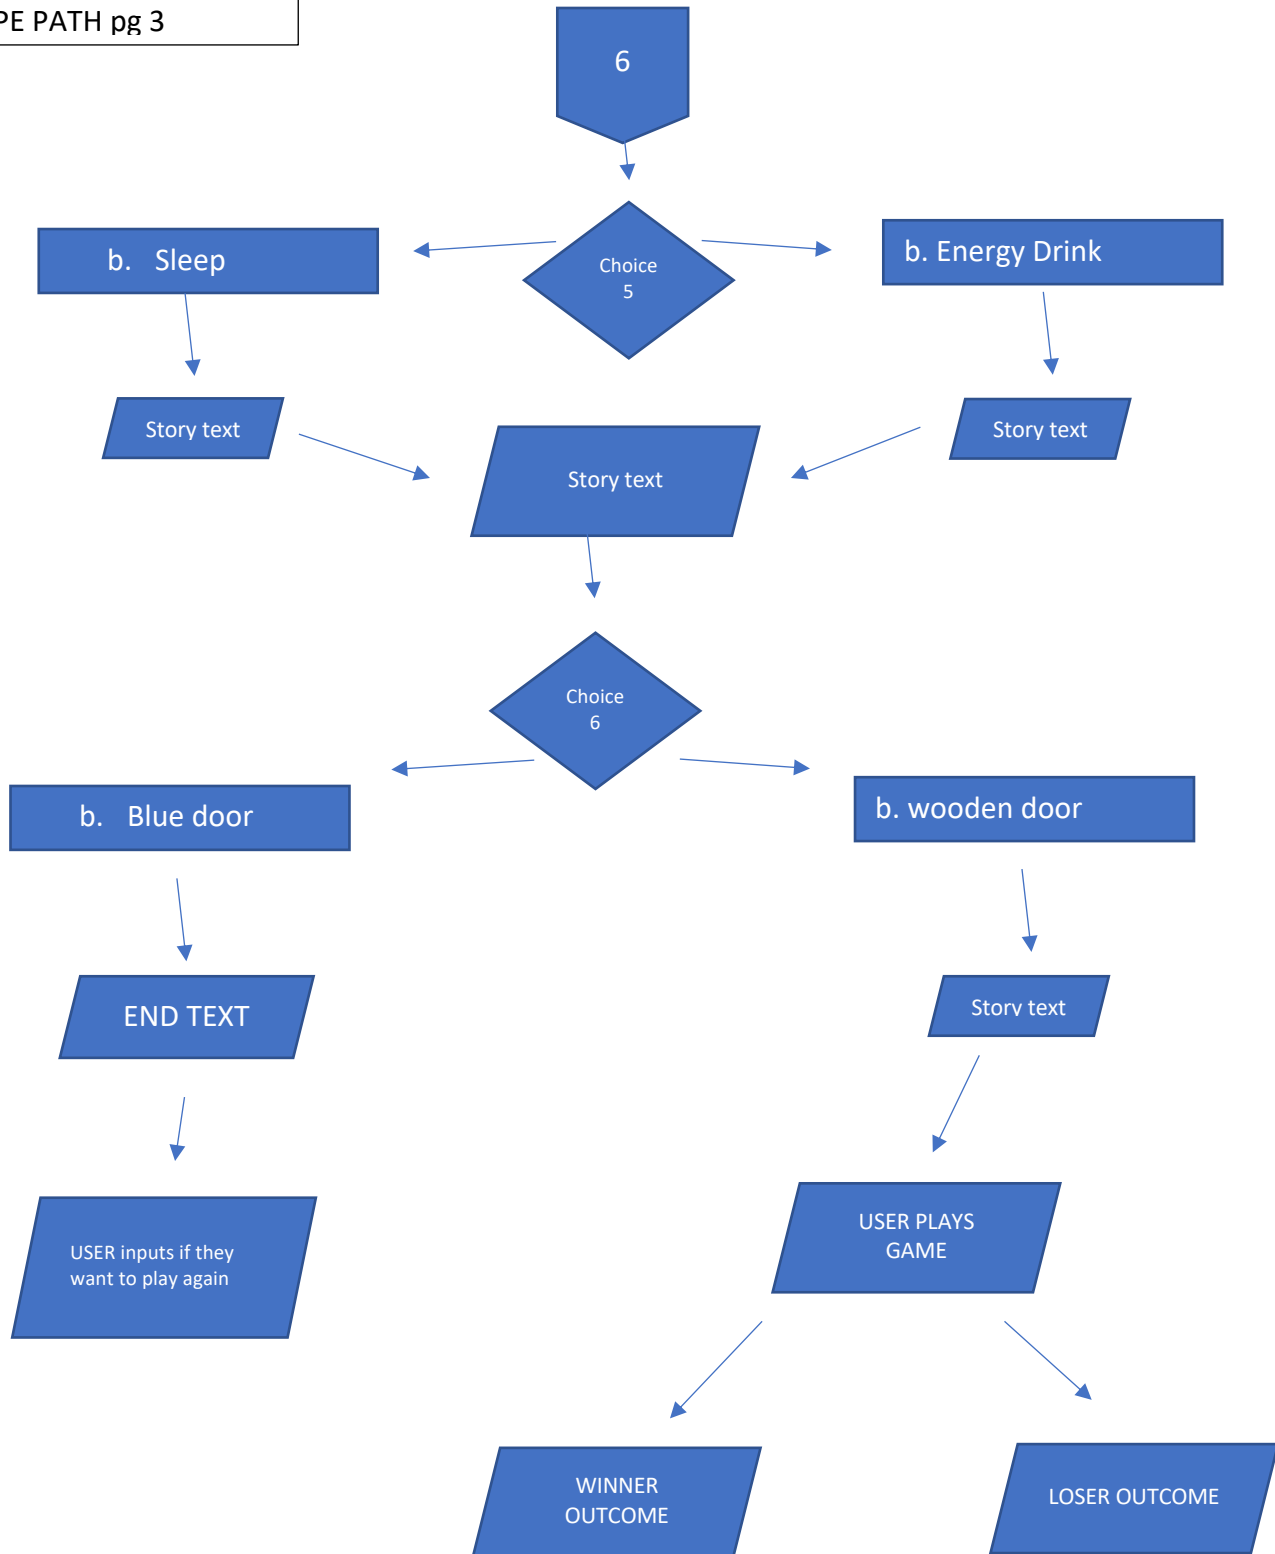 PE PATH pg 3
6
b. Sleep
Choice
5
b. Energy Drink
Story text
Story text
Story text
Choice
6
b. Blue door
b. wooden door
END TEXT
Story text
USER inputs if they
want to play again
USER PLAYS
GAME
WINNER
OUTCOME
LOSER OUTCOME